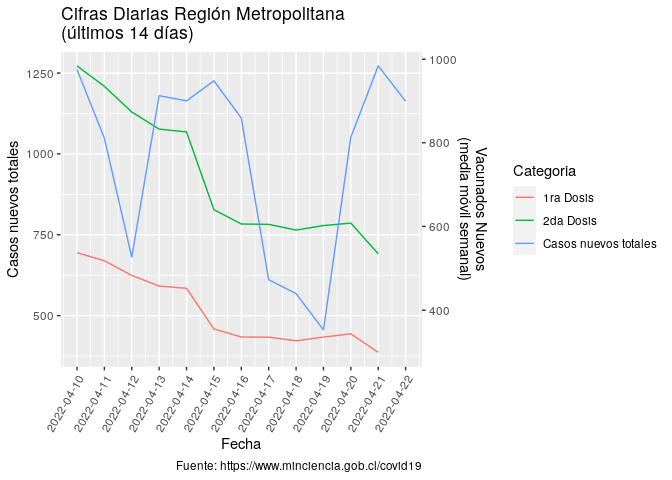 Cifras Diarias Región Metropolitana
(últimos 14 días)
Casos nuevos totales
1250
1000
750
500
1000
800
600
400
Vacunados Nuevos
(media móvil semanal)
Categoria
1ra Dosis
2da Dosis
Casos nuevos totales
2022-04-10
2022-04-11
2022-04-12
2022-04-13
2022-04-14
2022-04-15
2022-04-16
2022-04-17
2022-04-18
2022-04-19
2022-04-20
2022-04-21
2022-04-22
Fecha
Fuente: https://www.minciencia.gob.cl/covid19